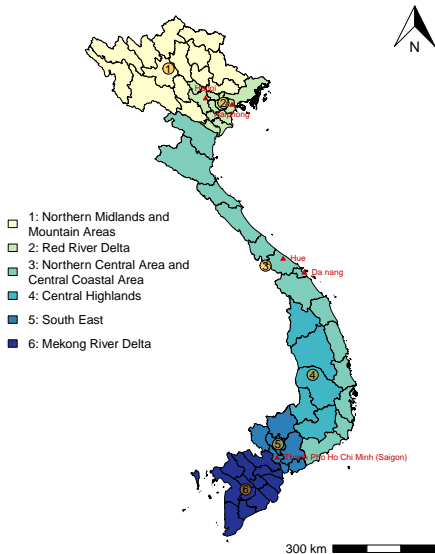 N
1
Hanoi
2
Haiphong
1: Northern Midlands and
Mountain Areas
2: Red River Delta
3: Northern Central Area and
Central Coastal Area
4: Central Highlands
5: South East
6: Mekong River Delta
Hue
3
Da nang
4
5
Thanh Pho Ho Chi Minh (Saigon)
6
300 km